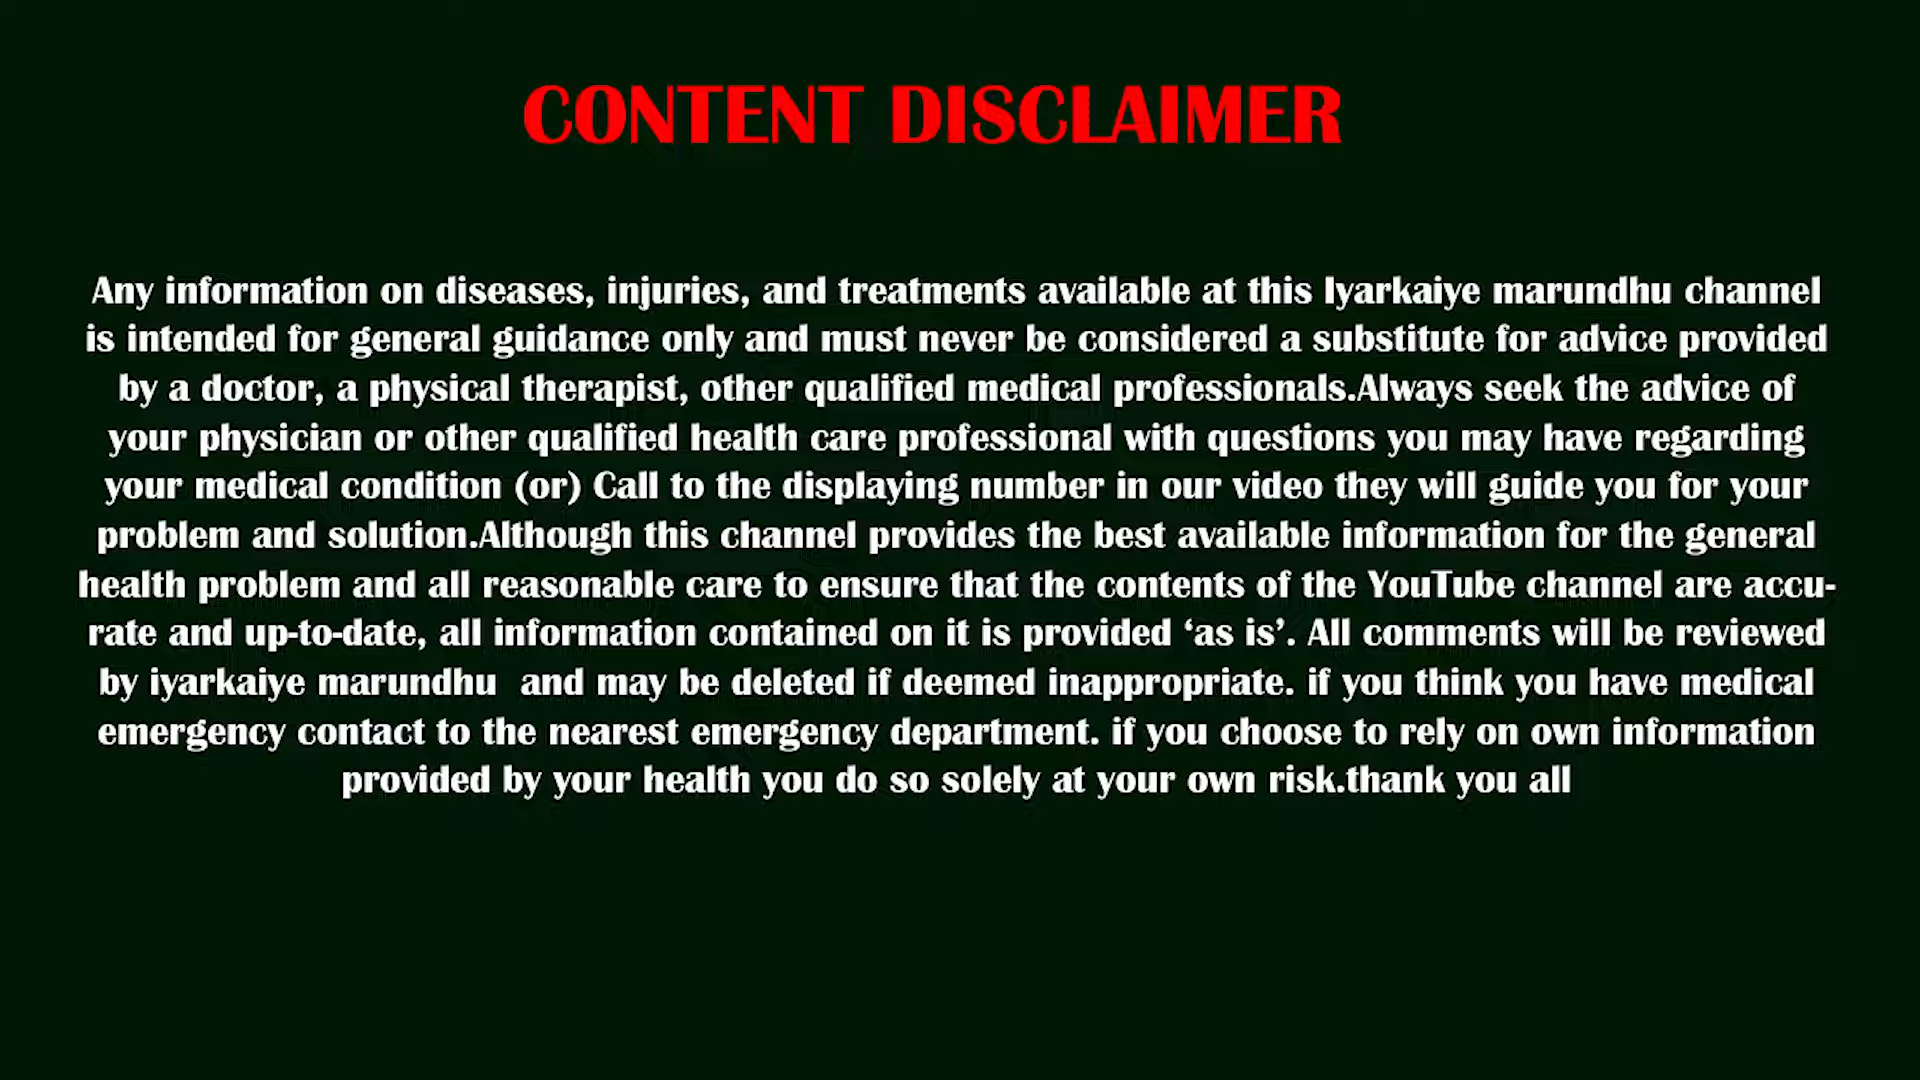 CONTENT DISCLAIMER
Any information on diseases, injuries, and treatments available at this Iyarkaiye marundhu channel
is intended for general guidance only and must never be considered a substitute for advice provided
by a doctor, a physical therapist, other qualified medical professionals.Always seek the advice of
your physician or other qualified health care professional with questions you may have regarding
your medical condition (or) Call to the displaying number in our video they will guide you for your
problem and solution.Although this channel provides the best available information for the general
health problem and all reasonable care to ensure that the contents of the YouTube channel are accu-
rate and up-to-date, all information contained on it is provided ‘as is’. All comments will be reviewed
by iyarkaiye marundhu  and may be deleted if deemed inappropriate. if you think you have medical
emergency contact to the nearest emergency department. if you choose to rely on own information
provided by your health you do so solely at your own risk.thank you all